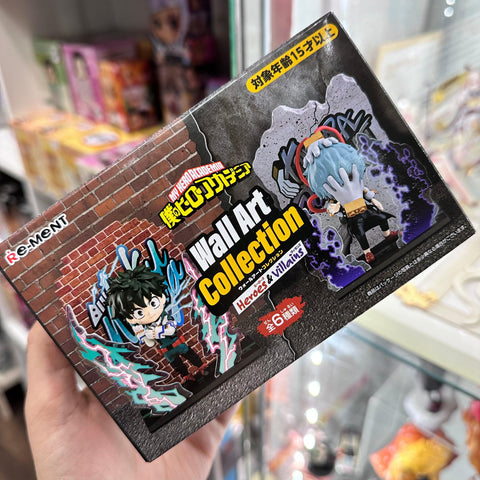 Re-MeNT
対象年齢15才以上
MY HERO ACADEMIA
僕のヒーローアカデミア
Wall Art
Collection
ウォールアートコレクション
Heroes & Villains
全6種類